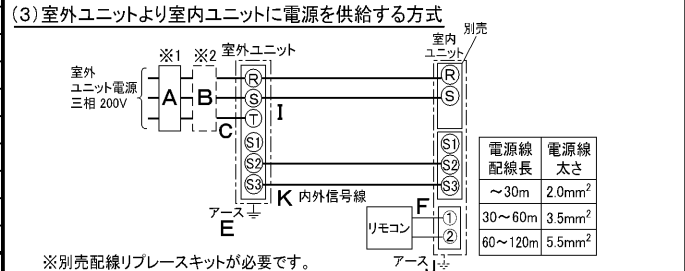 (3)室外ユニットより室内ユニットに電源を供給する方式
別売
※1 ※2 室外ユニット
室内
ユニット
室外
ユニット電源
三相 200V
A B C
R
S
T
S1
S2
S3
I
R
S
S1
S2
S3
K 内外信号線
アース
E
F
リモコン
①
②
アース
J
電源線
配線長
電源線
太さ
~30m 2.0mm²
30~60m 3.5mm²
60~120m 5.5mm²
※別売配線リプレースキットが必要です。